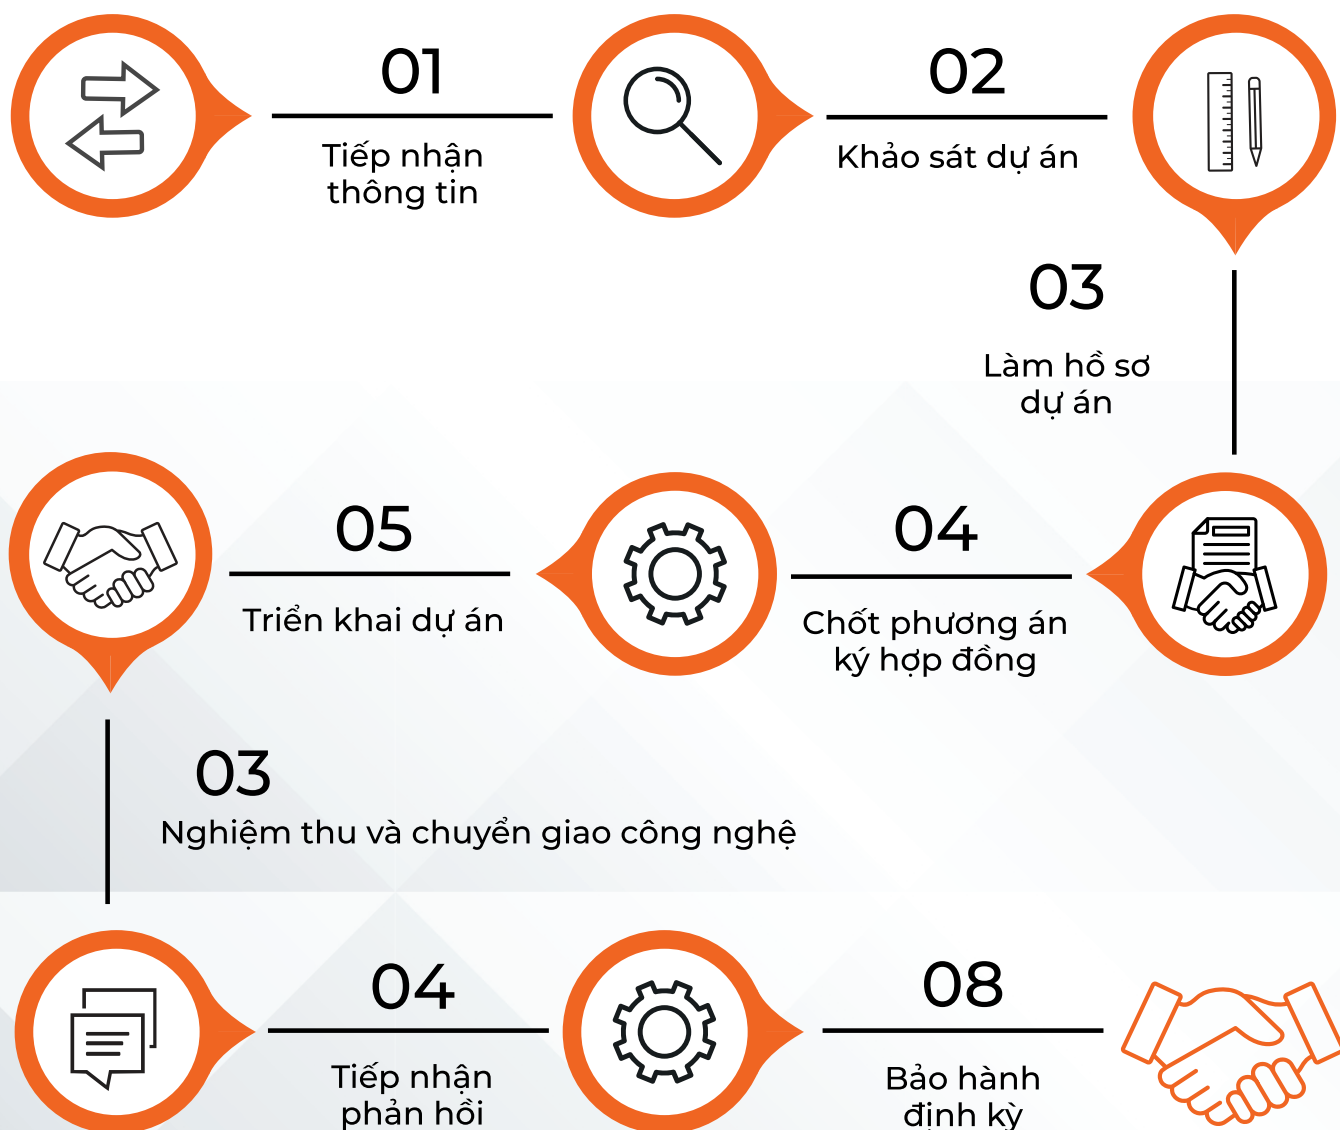 01
Tiếp nhận
thông tin
02
Khảo sát dự án
03
Làm hồ sơ
dự án
04
Chốt phương án
ký hợp đồng
05
Triển khai dự án
03
Nghiệm thu và chuyển giao công nghệ
04
Tiếp nhận
phản hồi
08
Bảo hành
định kỳ